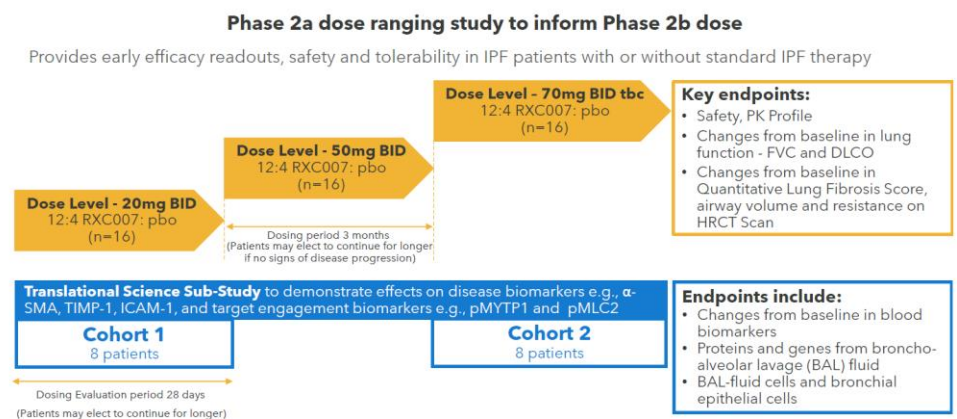 Phase 2a dose ranging study to inform Phase 2b dose
Provides early efficacy readouts, safety and tolerability in IPF patients with or without standard IPF therapy
Dose Level - 20mg BID
12:4 RXC007: pbo
(n=16)
Dose Level - 50mg BID
12:4 RXC007: pbo
(n=16)
Dosing period 3 months
(Patients may elect to continue for longer
if no signs of disease progression)
Dose Level - 70mg BID tbc
12:4 RXC007: pbo
(n=16)
Key endpoints:
• Safety, PK Profile
• Changes from baseline in lung
function - FVC and DLCO
• Changes from baseline in
Quantitative Lung Fibrosis Score,
airway volume and resistance on
HRCT Scan
Translational Science Sub-Study to demonstrate effects on disease biomarkers e.g., α-
SMA, TIMP-1, ICAM-1, and target engagement biomarkers e.g., pMYTP1 and pMLC2
Cohort 1
8 patients
Cohort 2
8 patients
Dosing Evaluation period 28 days
(Patients may elect to continue for longer)
Endpoints include:
• Changes from baseline in blood
biomarkers
• Proteins and genes from broncho-
alveolar lavage (BAL) fluid
• BAL-fluid cells and bronchial
epithelial cells